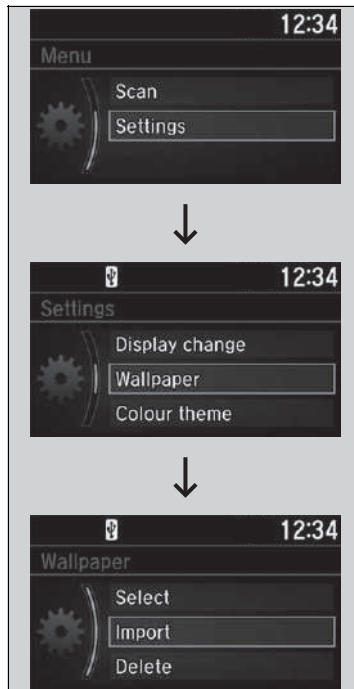 12:34
Menu
Scan
Settings
12:34
Settings
Display change
Wallpaper
Colour theme
12:34
Wallpaper
Select
Import
Delete